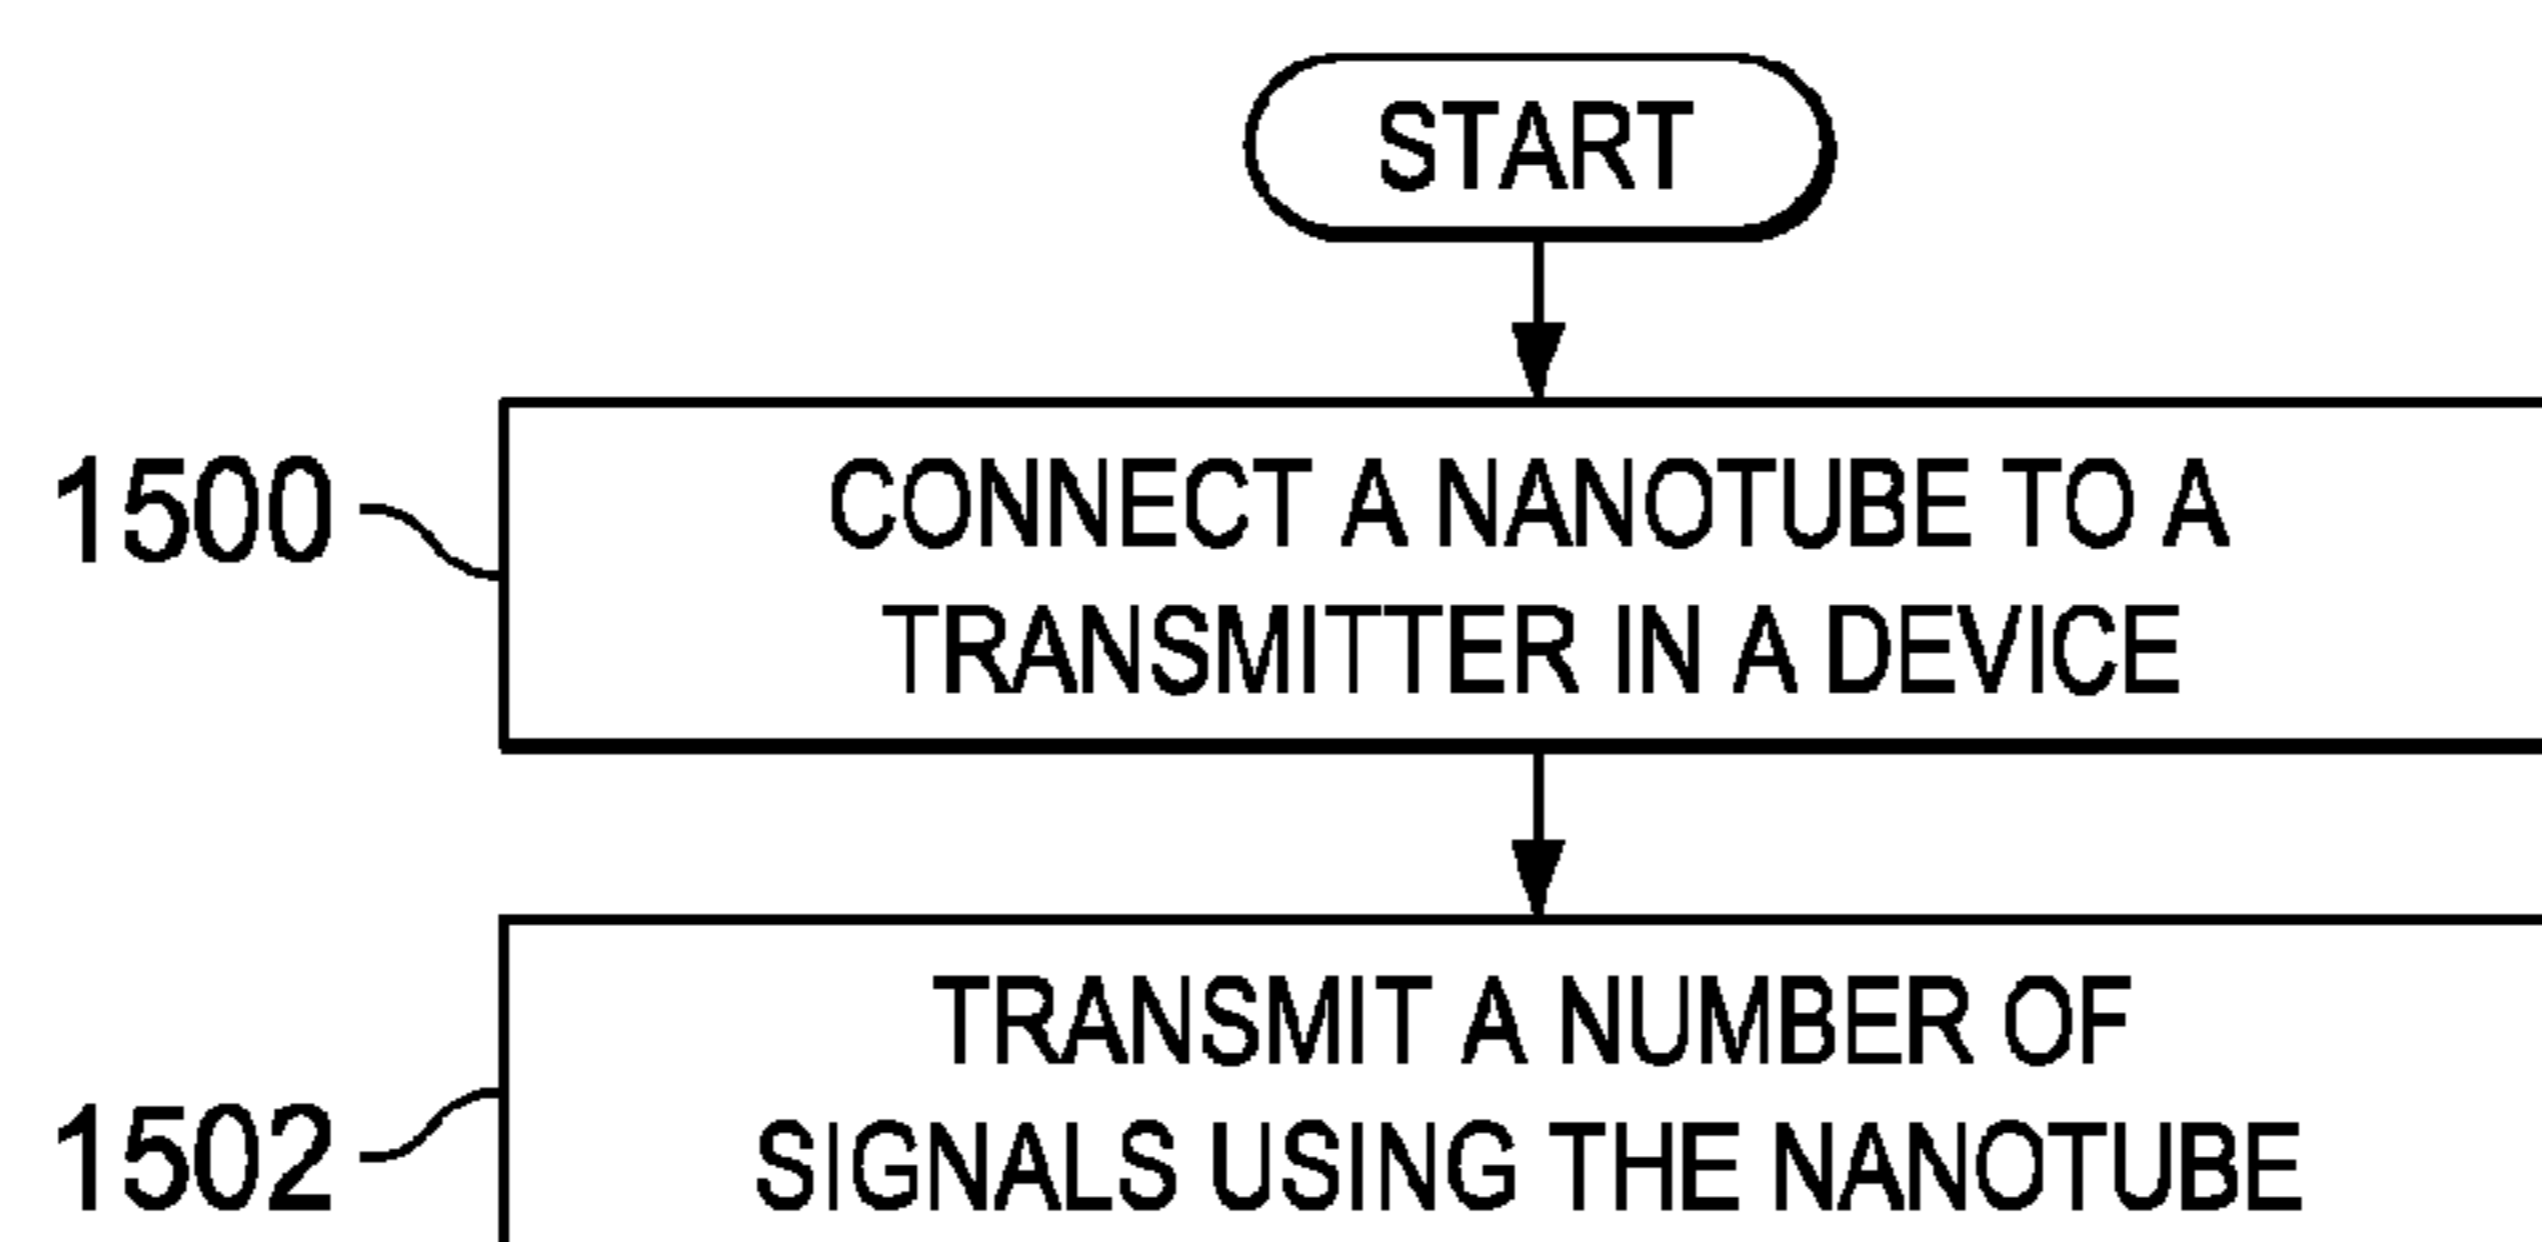 START
1500
CONNECT A NANOTUBE TO A
TRANSMITTER IN A DEVICE
TRANSMIT A NUMBER OF
1502
SIGNALS USING THE NANOTUBE